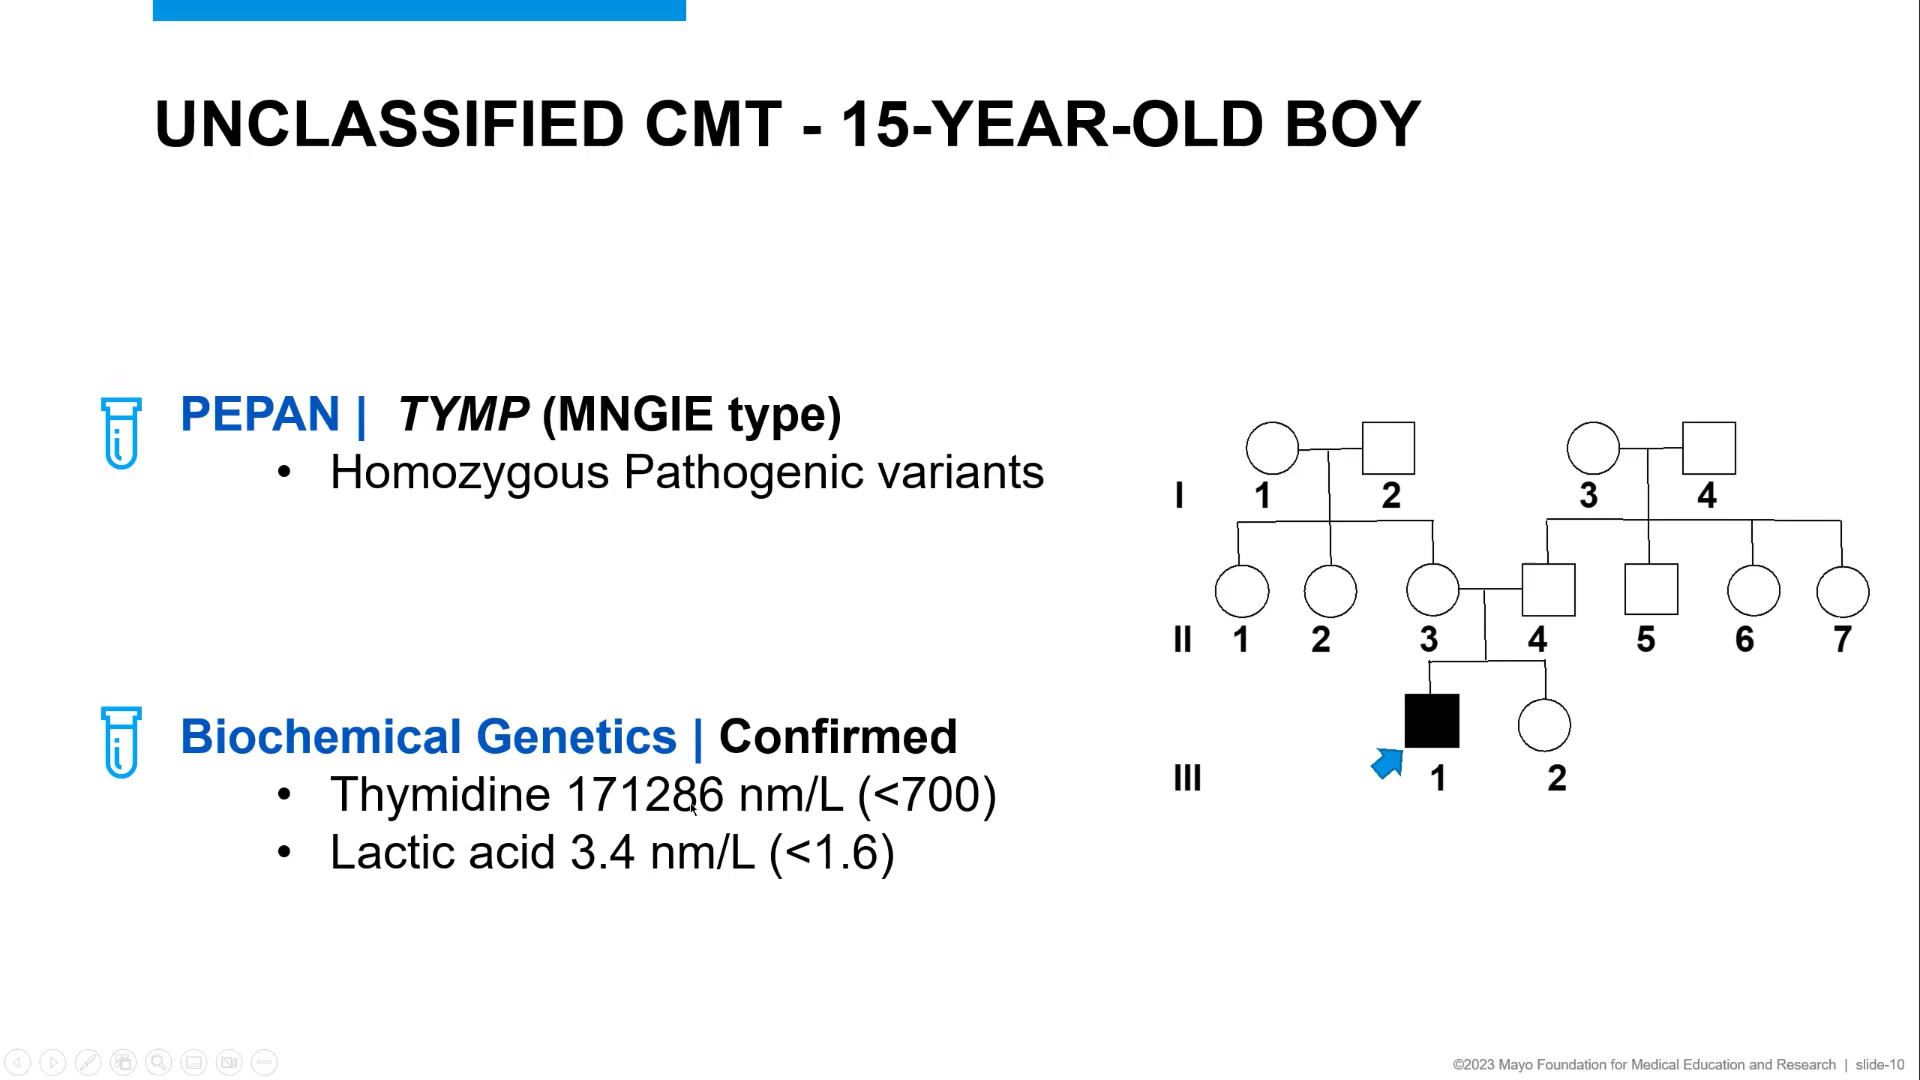 UNCLASSIFIED CMT - 15-YEAR-OLD BOY
PEPAN | TYMP (MNGIE type)
• Homozygous Pathogenic variants
Biochemical Genetics | Confirmed
• Thymidine 171286 nm/L (<700)
• Lactic acid 3.4 nm/L (<1.6)
I 1 2 3 4
II 1 2 3 4 5 6 7
III 1 2
©2023 Mayo Foundation for Medical Education and Research | slide-10